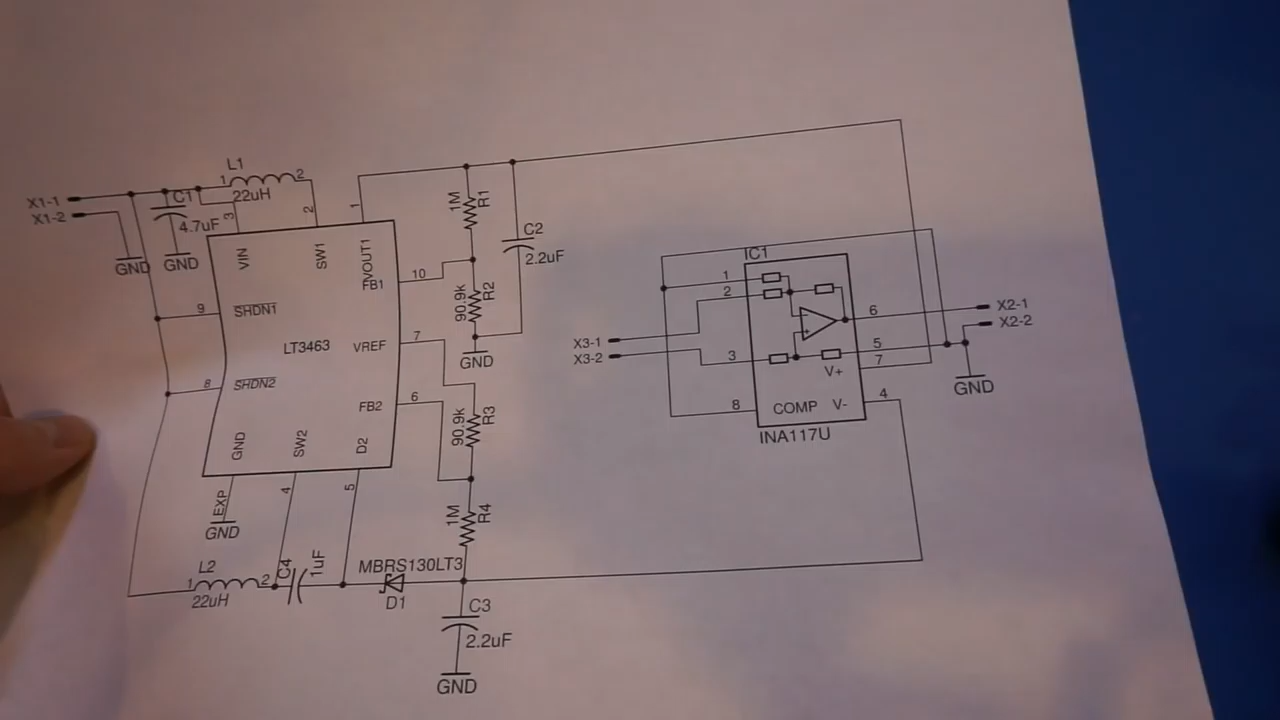 L1
1
2
22uH
X1-1
X1-2
C1
4.7uF
GND
GND
3
2
1
VIN
SW1
VOUT1
FB1
10
1M
R1
C2
2.2uF
90.9k
R2
GND
9
SHDN1
LT3463
VREF
7
8
SHDN2
FB2
6
90.9k
R3
GND
SW2
D2
EXP
GND
4
5
1M
R4
L2
1
2
22uH
C4
1uF
MBRS130LT3
D1
C3
2.2uF
GND
IC1
1
2
X3-1
X3-2
3
8
6
5
7
V+
COMP
V-
4
INA117U
X2-1
X2-2
GND